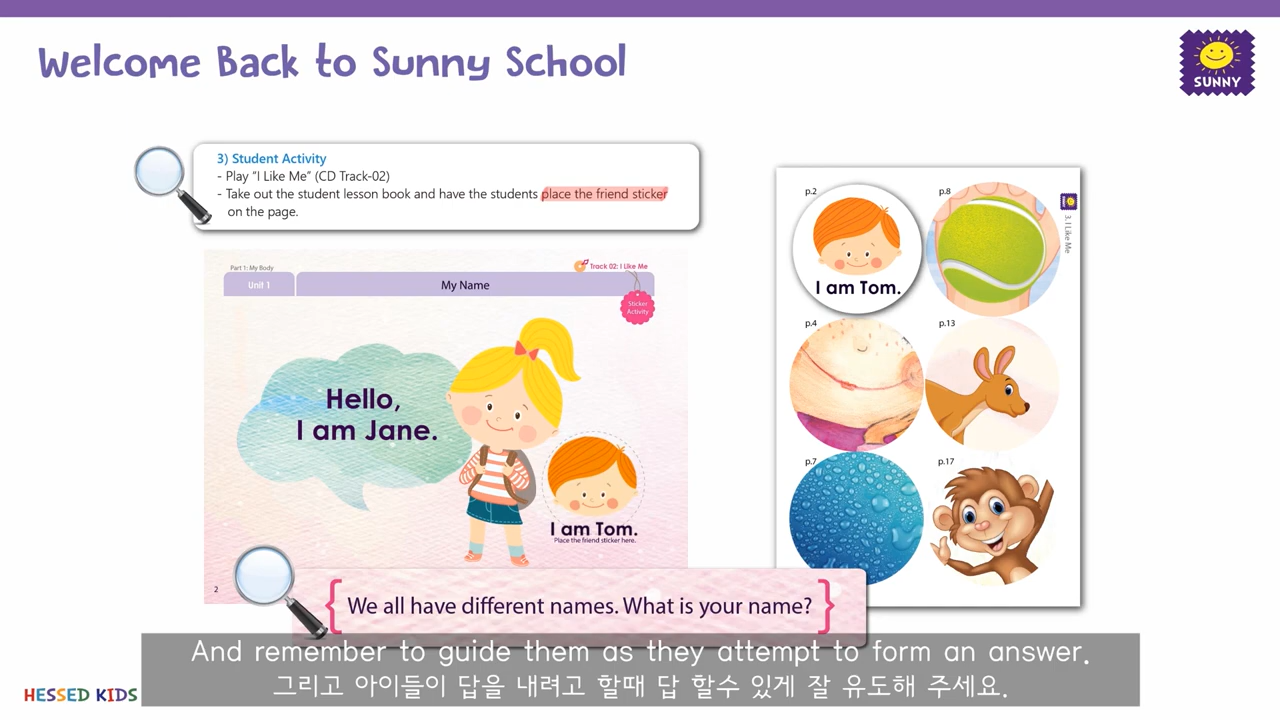 Welcome Back to Sunny School
SUNNY
3) Student Activity
- Play “I Like Me” (CD Track-02)
- Take out the student lesson book and have the students place the friend sticker
on the page.
Part 1: My Body
Track 02: I Like Me
Unit 1
My Name
Sticker
Activity
Hello,
I am Jane.
I am Tom.
Place the friend sticker here.
2
p.2
I am Tom.
p.8
3. I Like Me
p.4
p.13
p.7
p.17
{ We all have different names. What is your name? }
And remember to guide them as they attempt to form an answer.
그리고 아이들이 답을 내려고 할때 답 할수 있게 잘 유도해 주세요.
HESSED KIDS